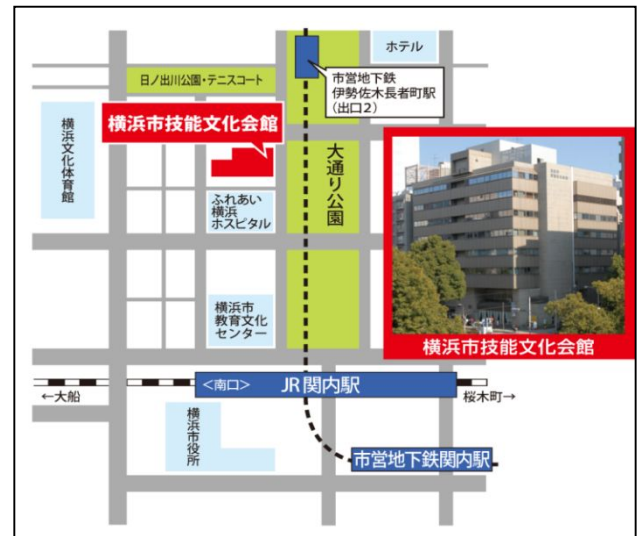 ホテル
日ノ出川公園・テニスコート
市営地下鉄
伊勢佐木長者町駅
（出口２）
横浜文化体育館
横浜市技能文化会館
大通り公園
ふれあい
横浜
ホスピタル
横浜市
教育文化
センター
横浜市技能文化会館
＜南口＞ JR関内駅
←大船
桜木町→
横浜市役所
市営地下鉄関内駅